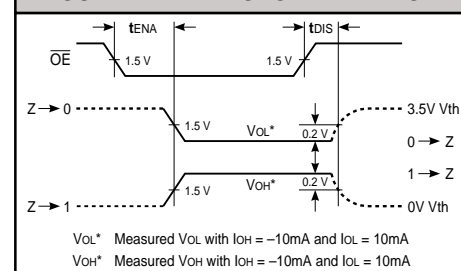 tENA tDIS
OE 1.5 V 1.5 V
Z 0 1.5 V VOL* 0.2 V 3.5V Vth
0 Z
1 Z
Z 1 1.5 V VOH* 0.2 V 0V Vth
VOL* Measured VOL with IOH = –10mA and IOL = 10mA
VOH* Measured VOH with IOH = –10mA and IOL = 10mA